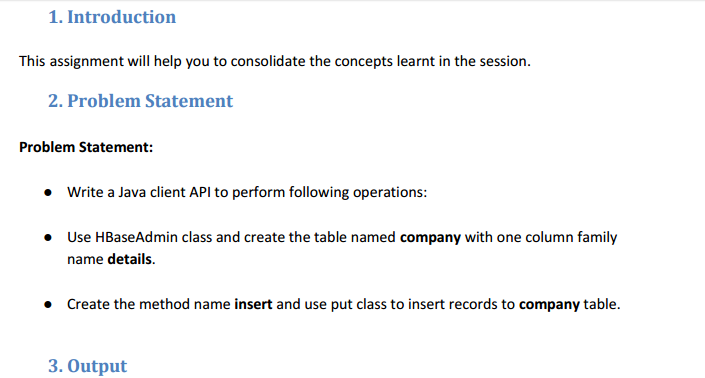 1. Introduction
This assignment will help you to consolidate the concepts learnt in the session.
2. Problem Statement
Problem Statement:
● Write a Java client API to perform following operations:
● Use HBaseAdmin class and create the table named company with one column family
name details.
● Create the method name insert and use put class to insert records to company table.
3. Output